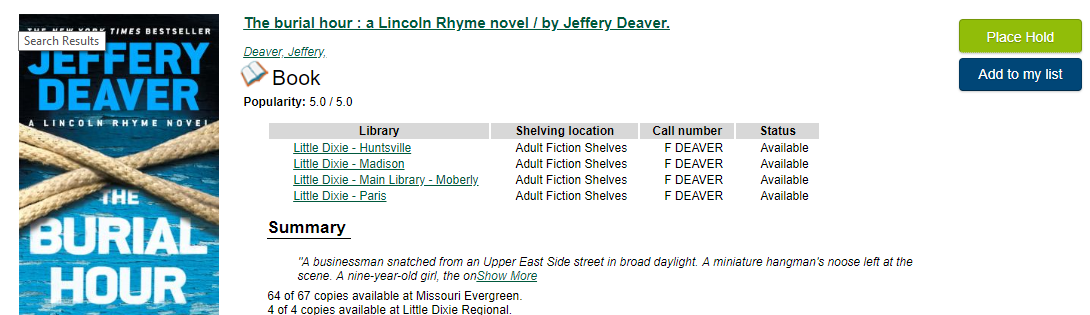 #1 NEW YORK TIMES BESTSELLER
Search Results
JEFFERY
DEAVER
A LINCOLN RHYME NOVEL
THE
BURIAL
HOUR
The burial hour : a Lincoln Rhyme novel / by Jeffery Deaver.
Deaver, Jeffery,
Book
Popularity: 5.0 / 5.0
Place Hold
Add to my list
Library Shelving location Call number Status
Little Dixie - Huntsville Adult Fiction Shelves F DEAVER Available
Little Dixie - Madison Adult Fiction Shelves F DEAVER Available
Little Dixie - Main Library - Moberly Adult Fiction Shelves F DEAVER Available
Little Dixie - Paris Adult Fiction Shelves F DEAVER Available
Summary
"A businessman snatched from an Upper East Side street in broad daylight. A miniature hangman's noose left at the
scene. A nine-year-old girl, the onShow More
64 of 67 copies available at Missouri Evergreen.
4 of 4 copies available at Little Dixie Regional.